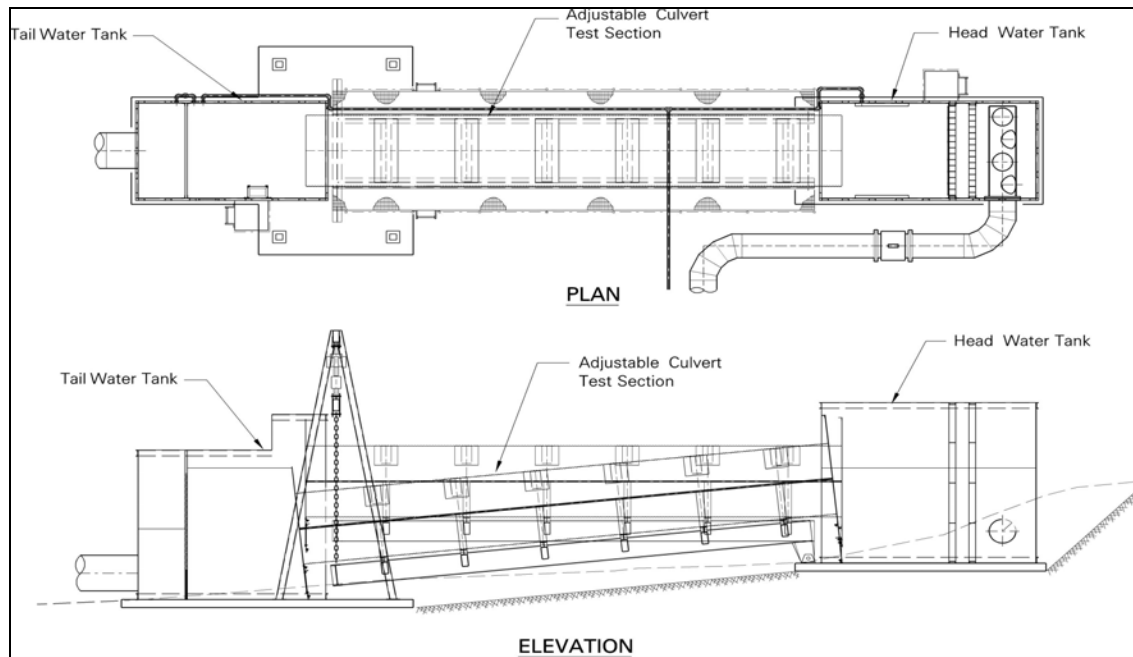 Adjustable Culvert
Test Section
Tail Water Tank
Head Water Tank
PLAN
Adjustable Culvert
Test Section
Head Water Tank
Tail Water Tank
ELEVATION